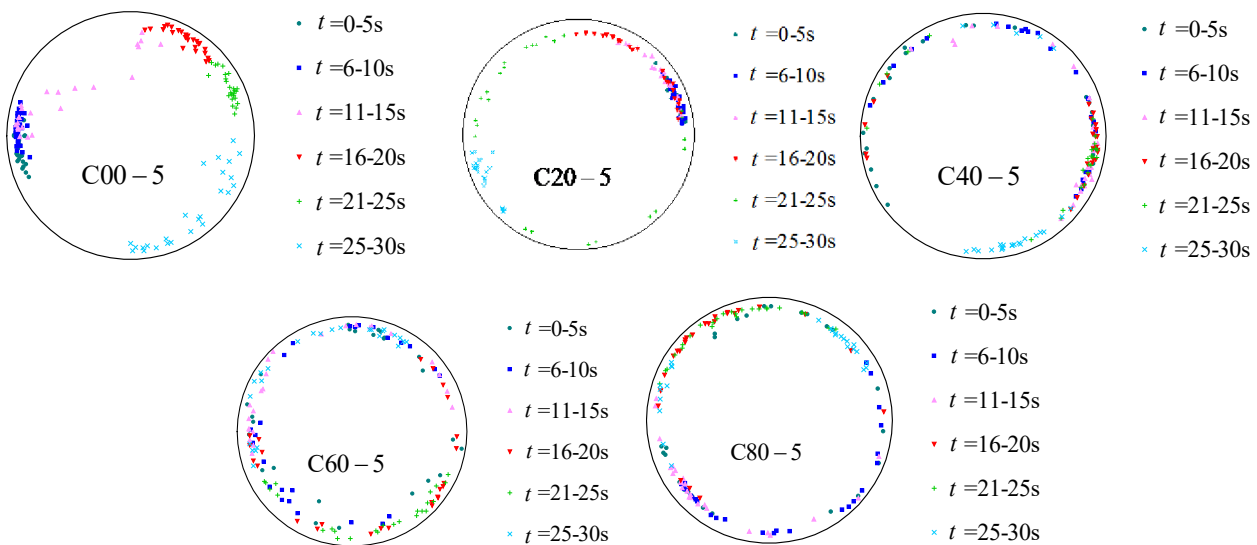 t =0-5s
t =6-10s
t =11-15s
t =16-20s
t =21-25s
t =25-30s
C00 – 5
t =0-5s
t =6-10s
t =11-15s
t =16-20s
t =21-25s
t =25-30s
C20 – 5
t =0-5s
t =6-10s
t =11-15s
t =16-20s
t =21-25s
t =25-30s
C40 – 5
t =0-5s
t =6-10s
t =11-15s
t =16-20s
t =21-25s
t =25-30s
C60 – 5
t =0-5s
t =6-10s
t =11-15s
t =16-20s
t =21-25s
t =25-30s
C80 – 5